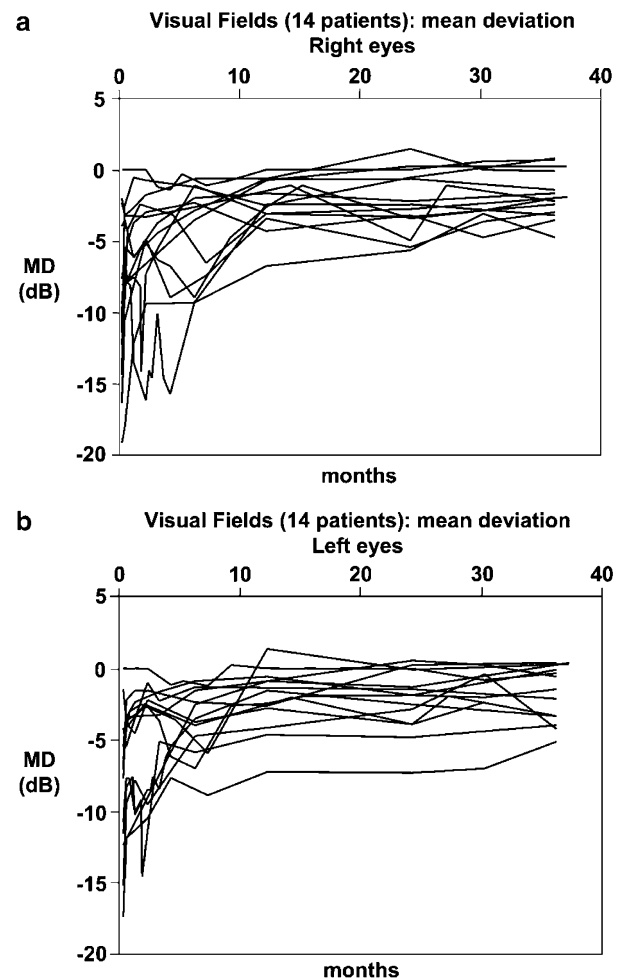 a
Visual Fields (14 patients): mean deviation
Right eyes
0 10 20 30 40
5
0
-5
MD
(dB)
-10
-15
-20
months
b
Visual Fields (14 patients): mean deviation
Left eyes
0 10 20 30 40
5
0
-5
MD
(dB)
-10
-15
-20
months